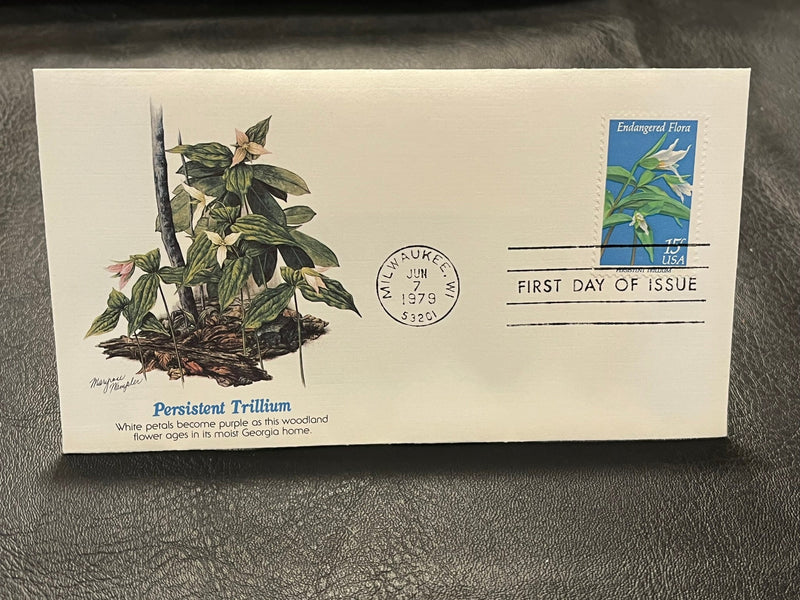 Endangered Flora
15c
USA
PERSISTENT TRILLIUM
MILWAUKEE, WI
JUN
7
1979
53201
FIRST DAY OF ISSUE
Persistent Trillium
White petals become purple as this woodland
flower ages in its moist Georgia home.